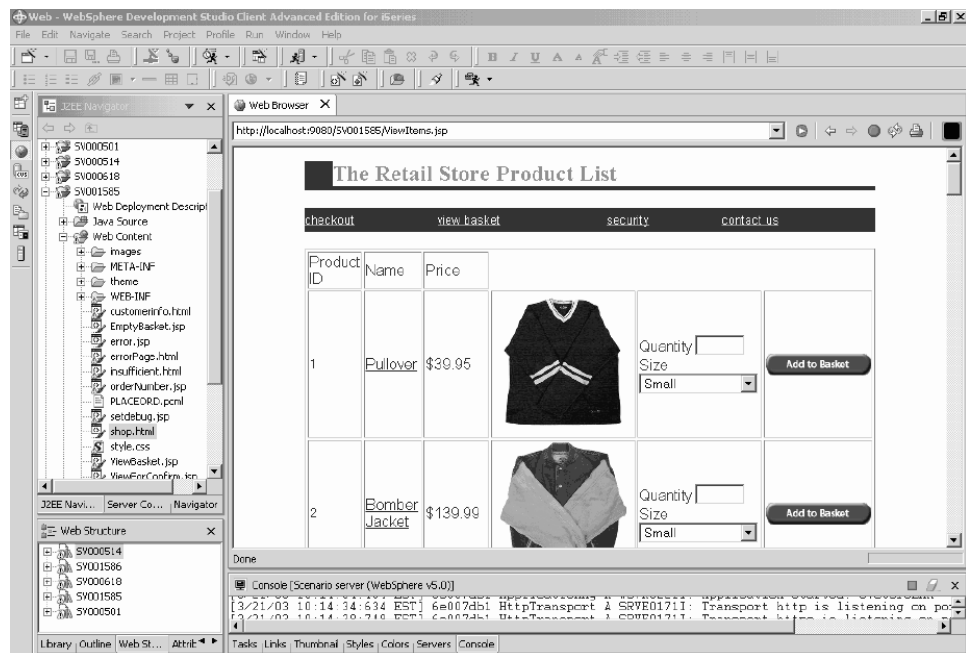 Web - WebSphere Development Studio Client Advanced Edition for iSeries
File Edit Navigate Search Project Profile Run Window Help
J2EE Navigator
SV000501
SV000514
SV000618
SV001585
Web Deployment Descript
Java Source
Web Content
images
META-INF
theme
WEB-INF
customerinfo.html
EmptyBasket.jsp
error.jsp
errorPage.html
insufficient.html
orderNumber.jsp
PLACEORD.pcml
setdebug.jsp
shop.html
style.css
ViewBasket.jsp
ViewForConfirm.jsp
J2EE Navi... Server Co... Navigator
Web Structure
SV000514
SV001586
SV000618
SV001585
SV000501
Library Outline Web St... Attrib
Web Browser
http://localhost:9080/SV001585/ViewItems.jsp
The Retail Store Product List
checkout view basket security contact us
Product ID Name Price
1 Pullover $39.95 Quantity Size Small Add to Basket
2 Bomber Jacket $139.99 Quantity Size Small Add to Basket
Done
Console [Scenario server (WebSphere v5.0)]
[3/21/03 10:14:34:634 EST] 6e007db1 HttpTransport A SRVE0171I: Transport http is listening on po
Tasks Links Thumbnail Styles Colors Servers Console